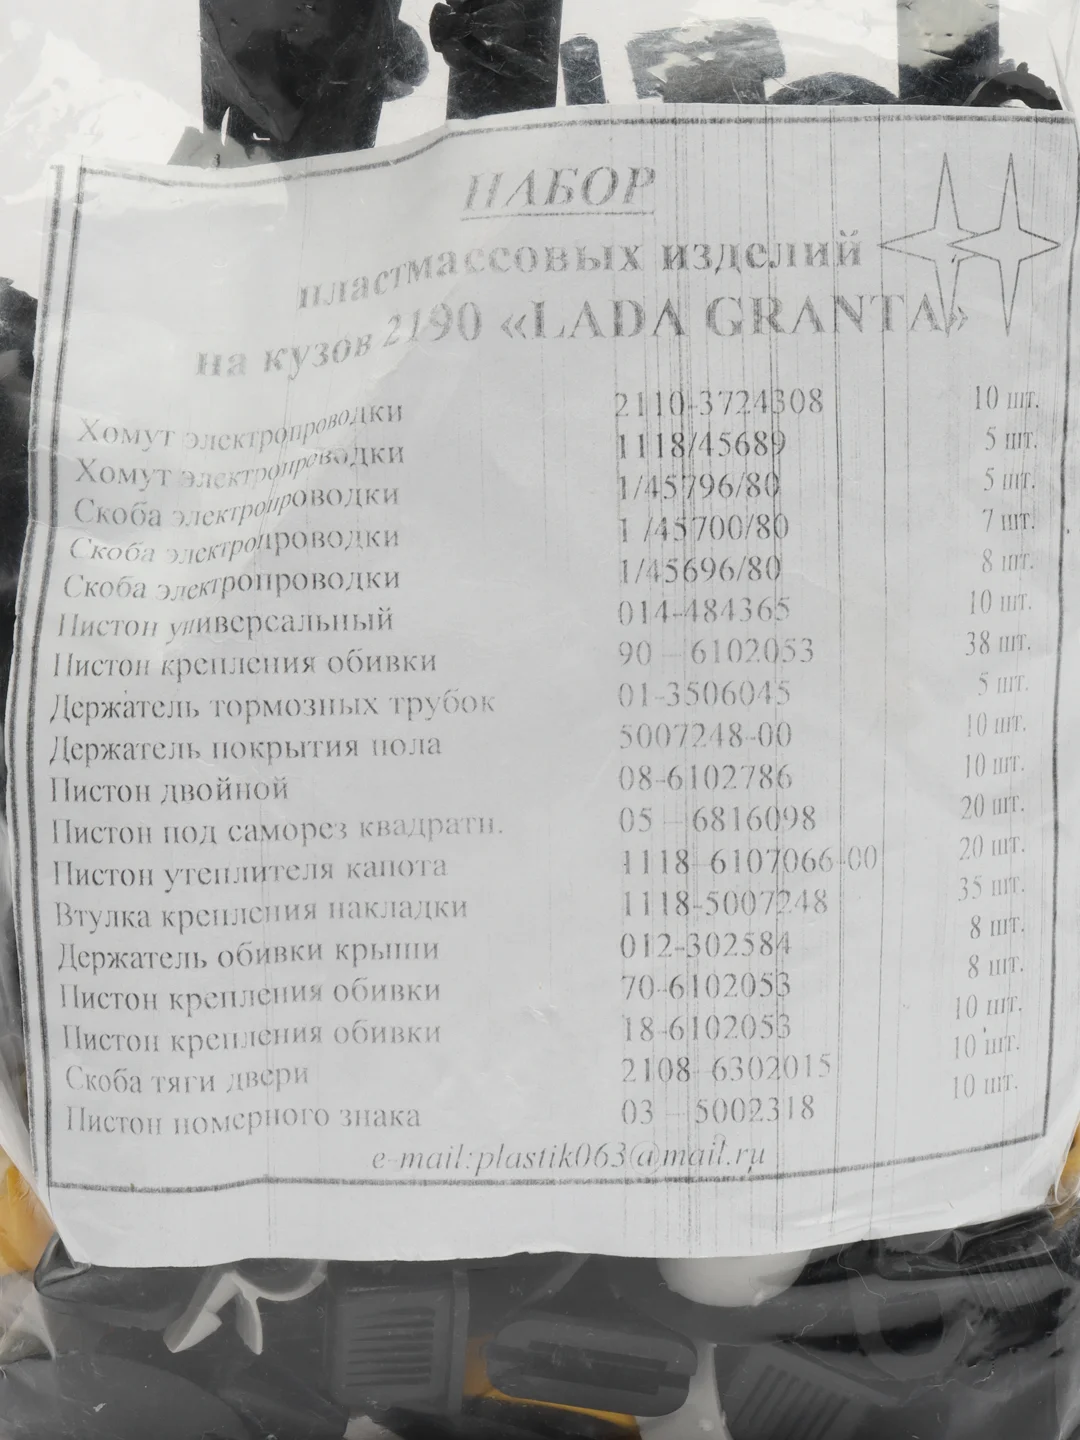 НАБОР
пластмассовых изделий
на кузов 2190 «LADA GRANTA»
Хомут электропроводки 2110-3724308 10 шт.
Хомут электропроводки 1118/45689 5 шт.
Скоба электропроводки 1/45796/80 5 шт.
Скоба электропроводки 1 /45700/80 7 шт.
Скоба электропроводки 1/45696/80 8 шт.
Пистон универсальный 014-484365 10 шт.
Пистон крепления обивки 90 – 6102053 38 шт.
Держатель тормозных трубок 01-3506045 5 шт.
Держатель покрытия пола 5007248-00 10 шт.
Пистон двойной 08-6102786 10 шт.
Пистон под саморез квадратн. 05 – 6816098 20 шт.
Пистон утеплителя капота 1118-6107066-00 20 шт.
Втулка крепления накладки 1118-5007248 35 шт.
Держатель обивки крыши 012-302584 8 шт.
Пистон крепления обивки 70-6102053 8 шт.
Пистон крепления обивки 18-6102053 10 шт.
Скоба тяги двери 2108-6302015 10 шт.
Пистон номерного знака 03 – 5002318 10 шт.
e-mail:plastik063@mail.ru